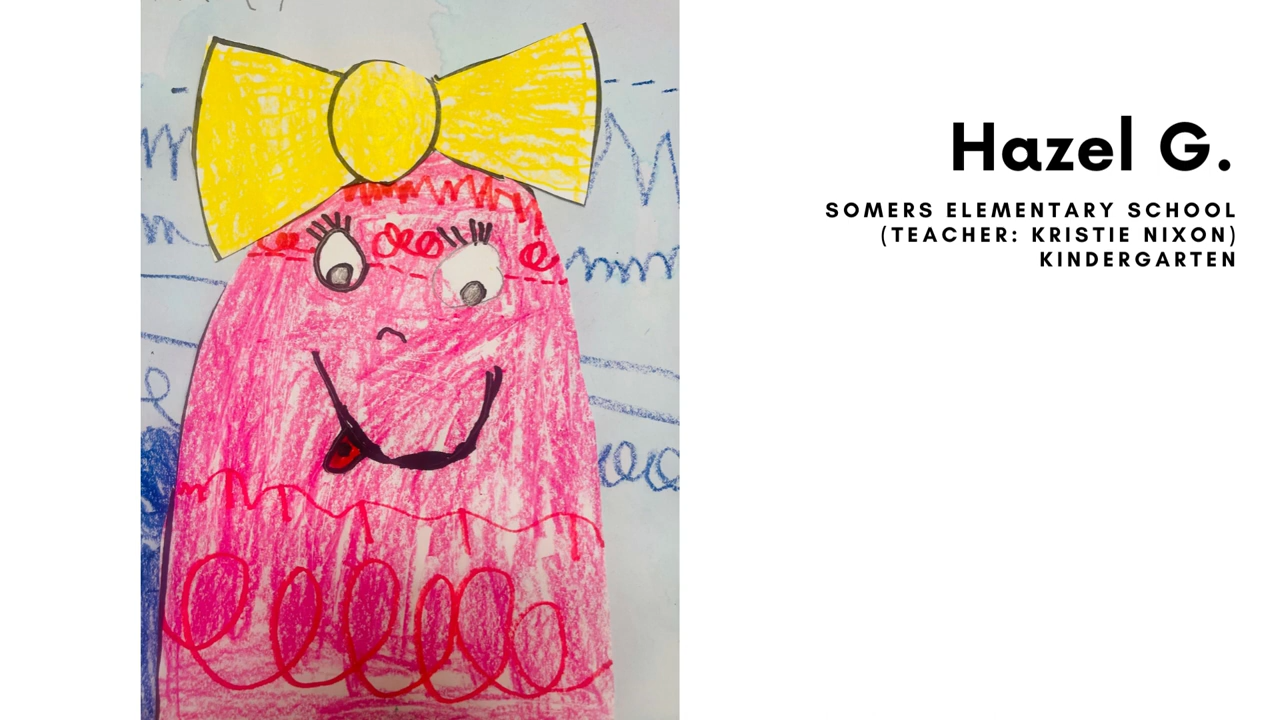 Hazel G.
SOMERS ELEMENTARY SCHOOL
(TEACHER: KRISTIE NIXON)
KINDERGARTEN